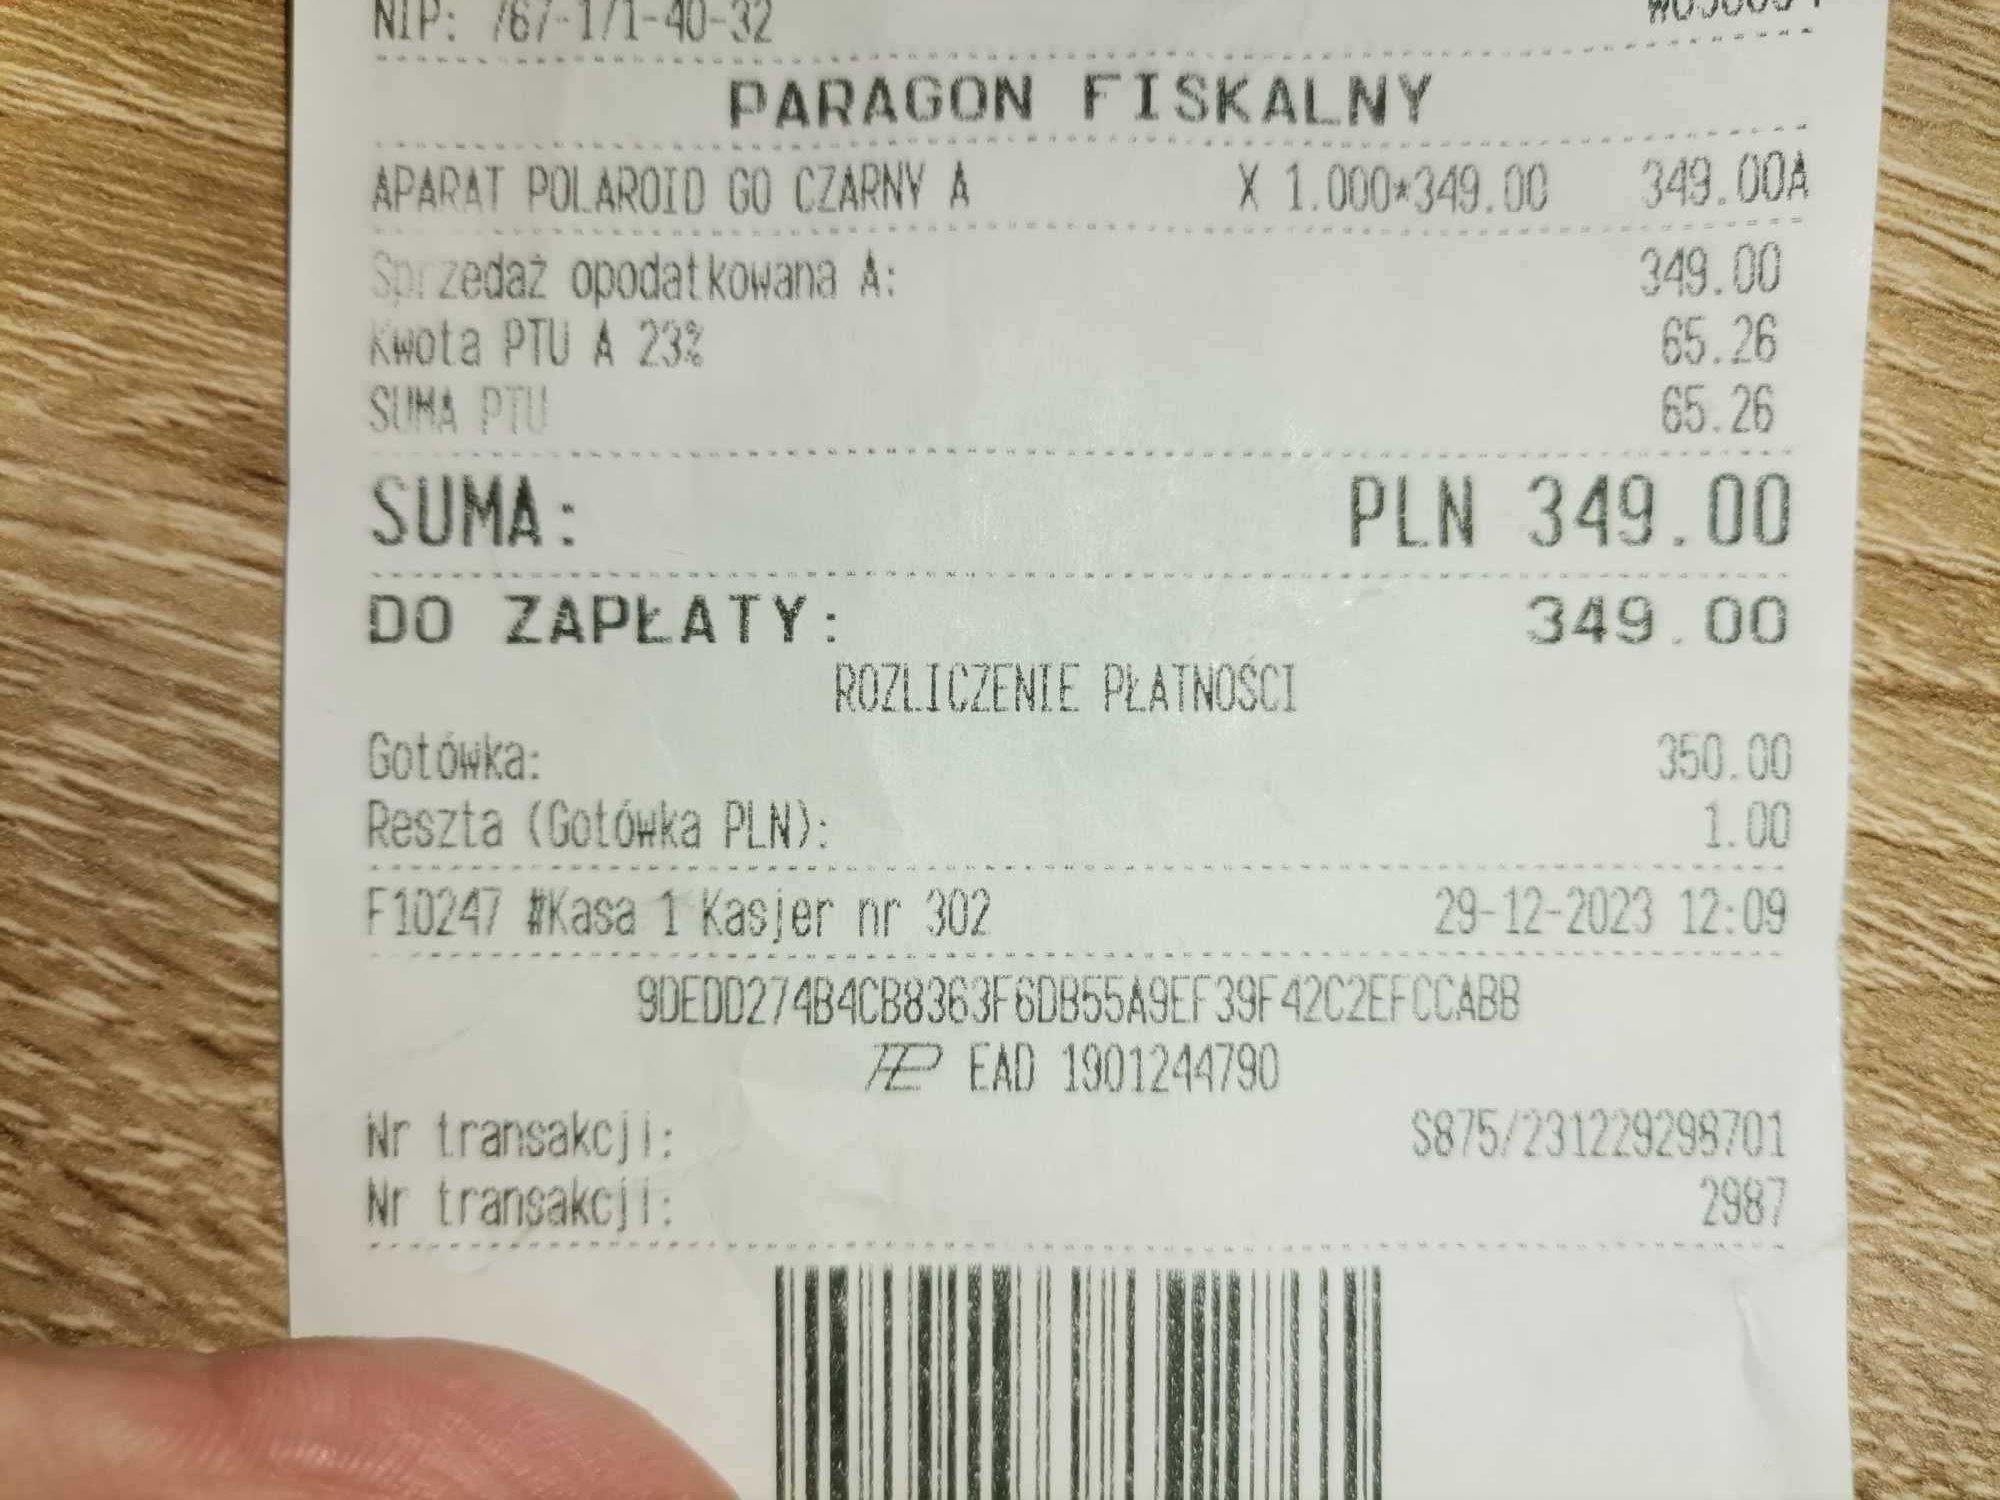 NIP: 767-171-40-32
PARAGON FISKALNY
APARAT POLAROID GO CZARNY A X 1.000*349.00 349.00A
Sprzedaż opodatkowana A: 349.00
Kwota PTU A 23% 65.26
SUMA PTU 65.26
SUMA: PLN 349.00
DO ZAPŁATY: 349.00
ROZLICZENIE PŁATNOŚCI
Gotówka: 350.00
Reszta (Gotówka PLN): 1.00
F10247 #Kasa 1 Kasjer nr 302 29-12-2023 12:09
9DEDD274B4CB8363F6DB55A9EF39F42C2EFCCABB
EAD 1901244790
Nr transakcji: S875/231229298701
Nr transakcji: 2987